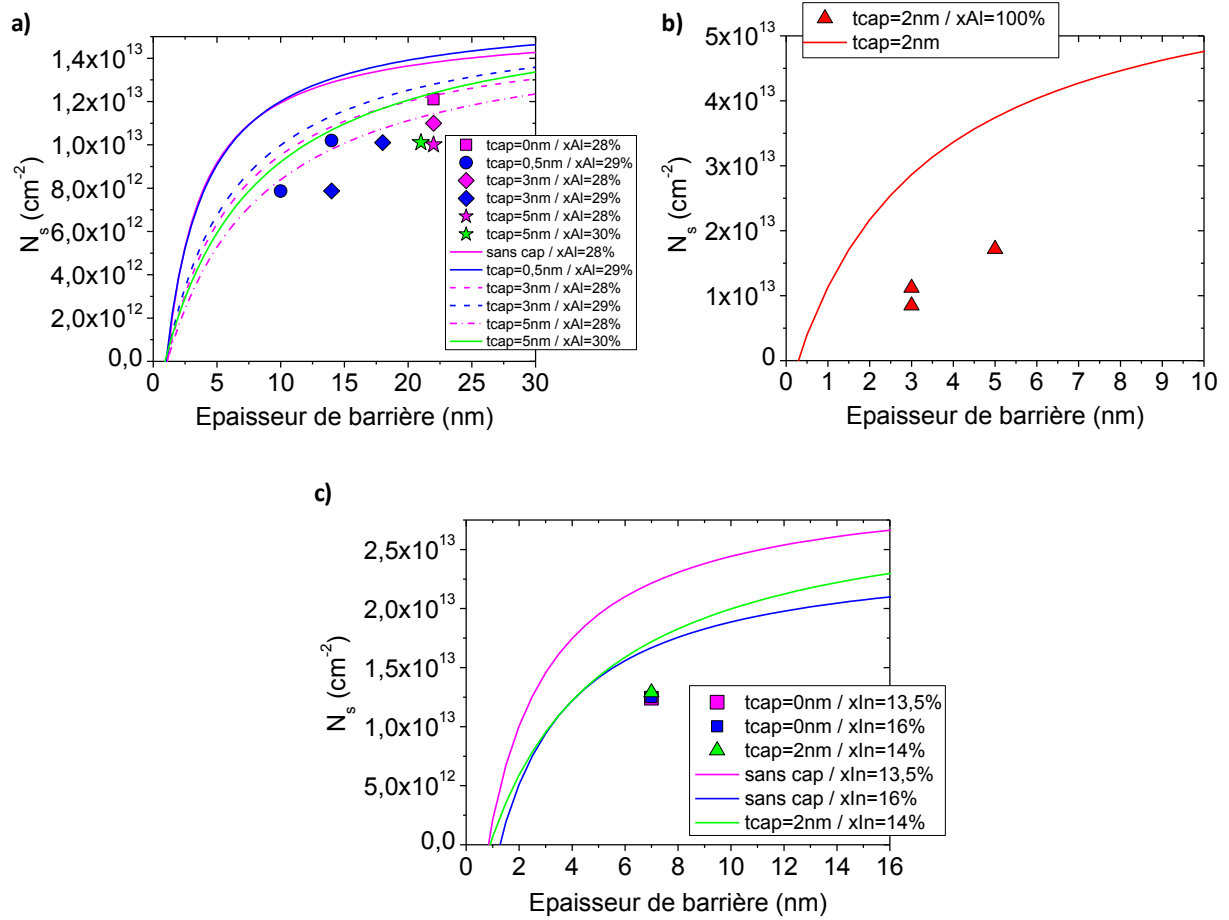 a)
1,4x10^13
1,2x10^13
1,0x10^13
8,0x10^12
6,0x10^12
4,0x10^12
2,0x10^12
0,0
N_s (cm^-2)
0 5 10 15 20 25 30
Epaisseur de barrière (nm)
tcap=0nm / xAl=28%
tcap=0,5nm / xAl=29%
tcap=3nm / xAl=28%
tcap=3nm / xAl=29%
tcap=5nm / xAl=28%
tcap=5nm / xAl=30%
sans cap / xAl=28%
tcap=0,5nm / xAl=29%
tcap=3nm / xAl=28%
tcap=3nm / xAl=29%
tcap=5nm / xAl=28%
tcap=5nm / xAl=30%
b)
tcap=2nm / xAl=100%
tcap=2nm
5x10^13
4x10^13
3x10^13
2x10^13
1x10^13
0
N_s (cm^-2)
0 1 2 3 4 5 6 7 8 9 10
Epaisseur de barrière (nm)
c)
2,5x10^13
2,0x10^13
1,5x10^13
1,0x10^13
5,0x10^12
0,0
N_s (cm^-2)
0 2 4 6 8 10 12 14 16
Epaisseur de barrière (nm)
tcap=0nm / xIn=13,5%
tcap=0nm / xIn=16%
tcap=2nm / xIn=14%
sans cap / xIn=13,5%
sans cap / xIn=16%
tcap=2nm / xIn=14%